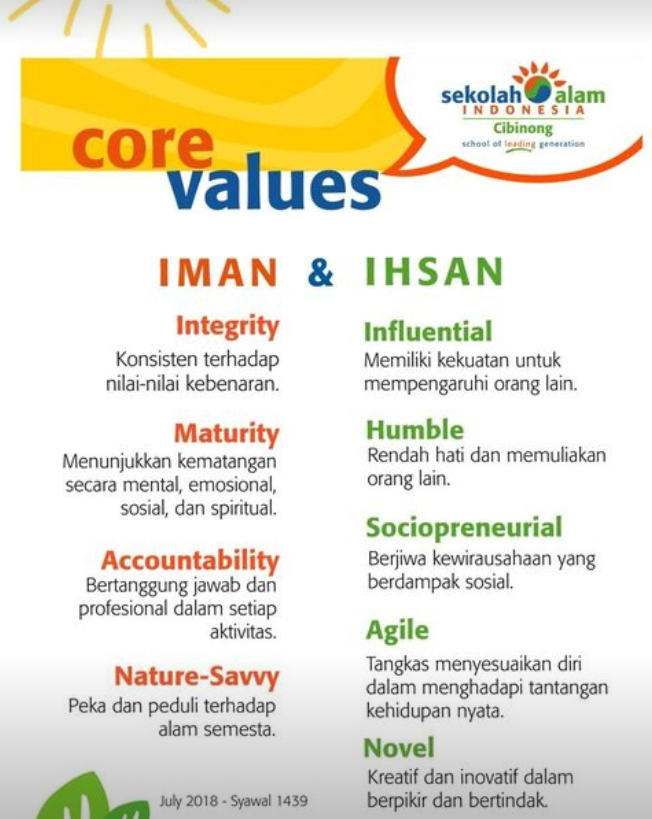 sekolah alam
INDONESIA
Cibinong
school of leading generation
core
values
IMAN & IHSAN
Integrity
Konsisten terhadap
nilai-nilai kebenaran.
Maturity
Menunjukkan kematangan
secara mental, emosional,
sosial, dan spiritual.
Accountability
Bertanggung jawab dan
profesional dalam setiap
aktivitas.
Nature-Savvy
Peka dan peduli terhadap
alam semesta.
Influential
Memiliki kekuatan untuk
mempengaruhi orang lain.
Humble
Rendah hati dan memuliakan
orang lain.
Sociopreneurial
Berjiwa kewirausahaan yang
berdampak sosial.
Agile
Tangkas menyesuaikan diri
dalam menghadapi tantangan
kehidupan nyata.
Novel
Kreatif dan inovatif dalam
berpikir dan bertindak.
July 2018 - Syawal 1439